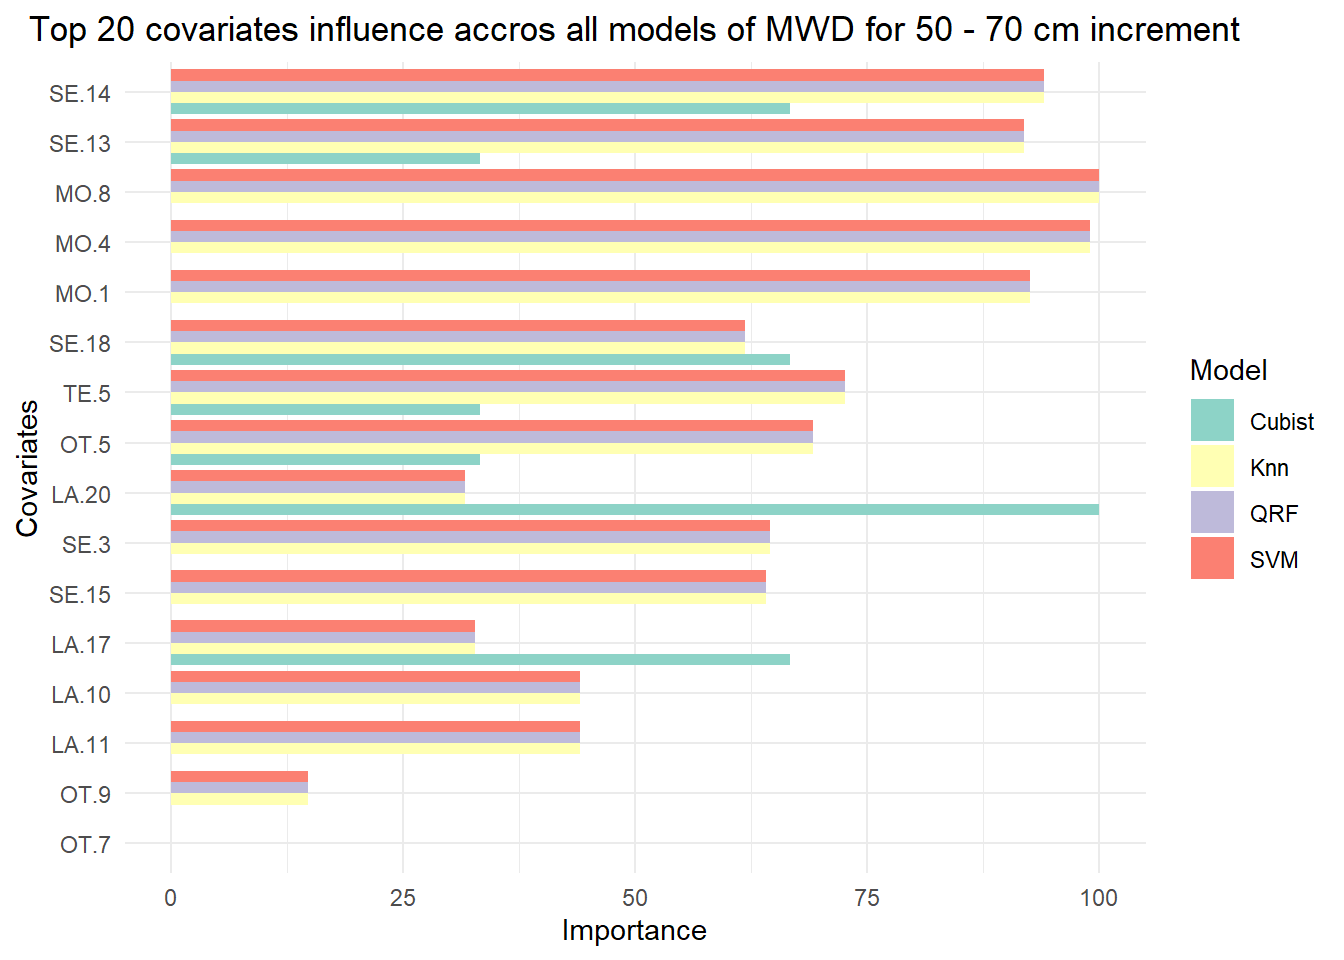 Top 20 covariates influence accros all models of MWD for 50 - 70 cm increment
SE.14
SE.13
MO.8
MO.4
MO.1
SE.18
TE.5
OT.5
LA.20
SE.3
SE.15
LA.17
LA.10
LA.11
OT.9
OT.7
Covariates
0 25 50 75 100
Importance
Model
Cubist
Knn
QRF
SVM